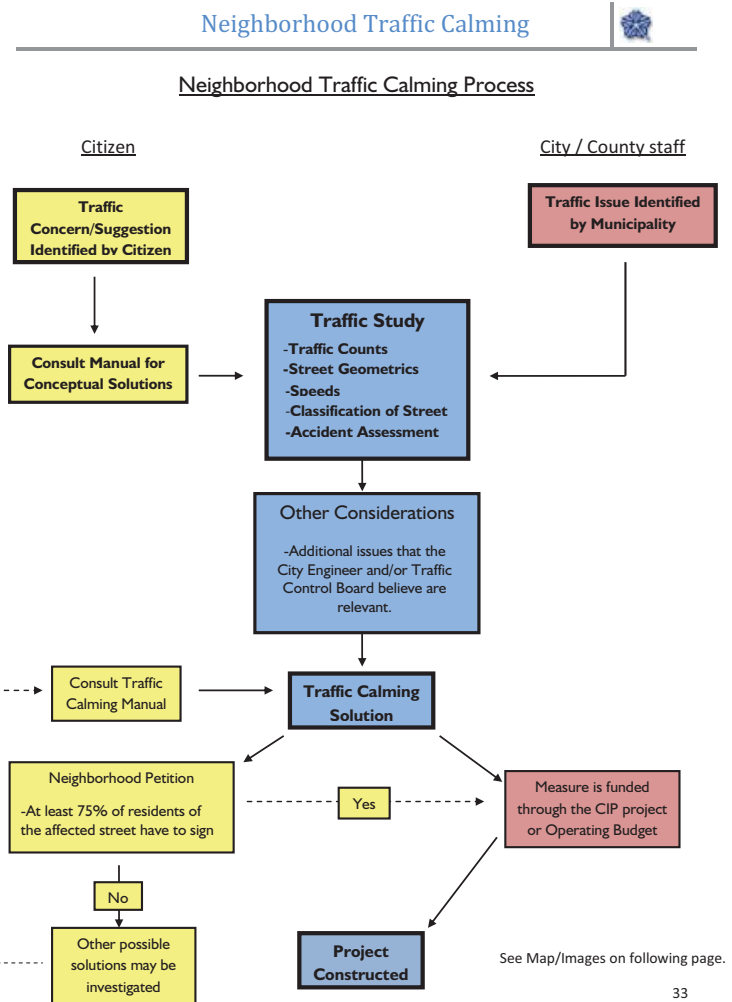 Neighborhood Traffic Calming
Neighborhood Traffic Calming Process
Citizen
City / County staff
Traffic
Concern/Suggestion
Identified by Citizen
Traffic Issue Identified
by Municipality
Consult Manual for
Conceptual Solutions
Traffic Study
-Traffic Counts
-Street Geometrics
-Speeds
-Classification of Street
-Accident Assessment
Other Considerations
-Additional issues that the
City Engineer and/or Traffic
Control Board believe are
relevant.
Consult Traffic
Calming Manual
Traffic Calming
Solution
Neighborhood Petition
-At least 75% of residents of
the affected street have to sign
Yes
Measure is funded
through the CIP project
or Operating Budget
No
Other possible
solutions may be
investigated
Project
Constructed
See Map/Images on following page.
33